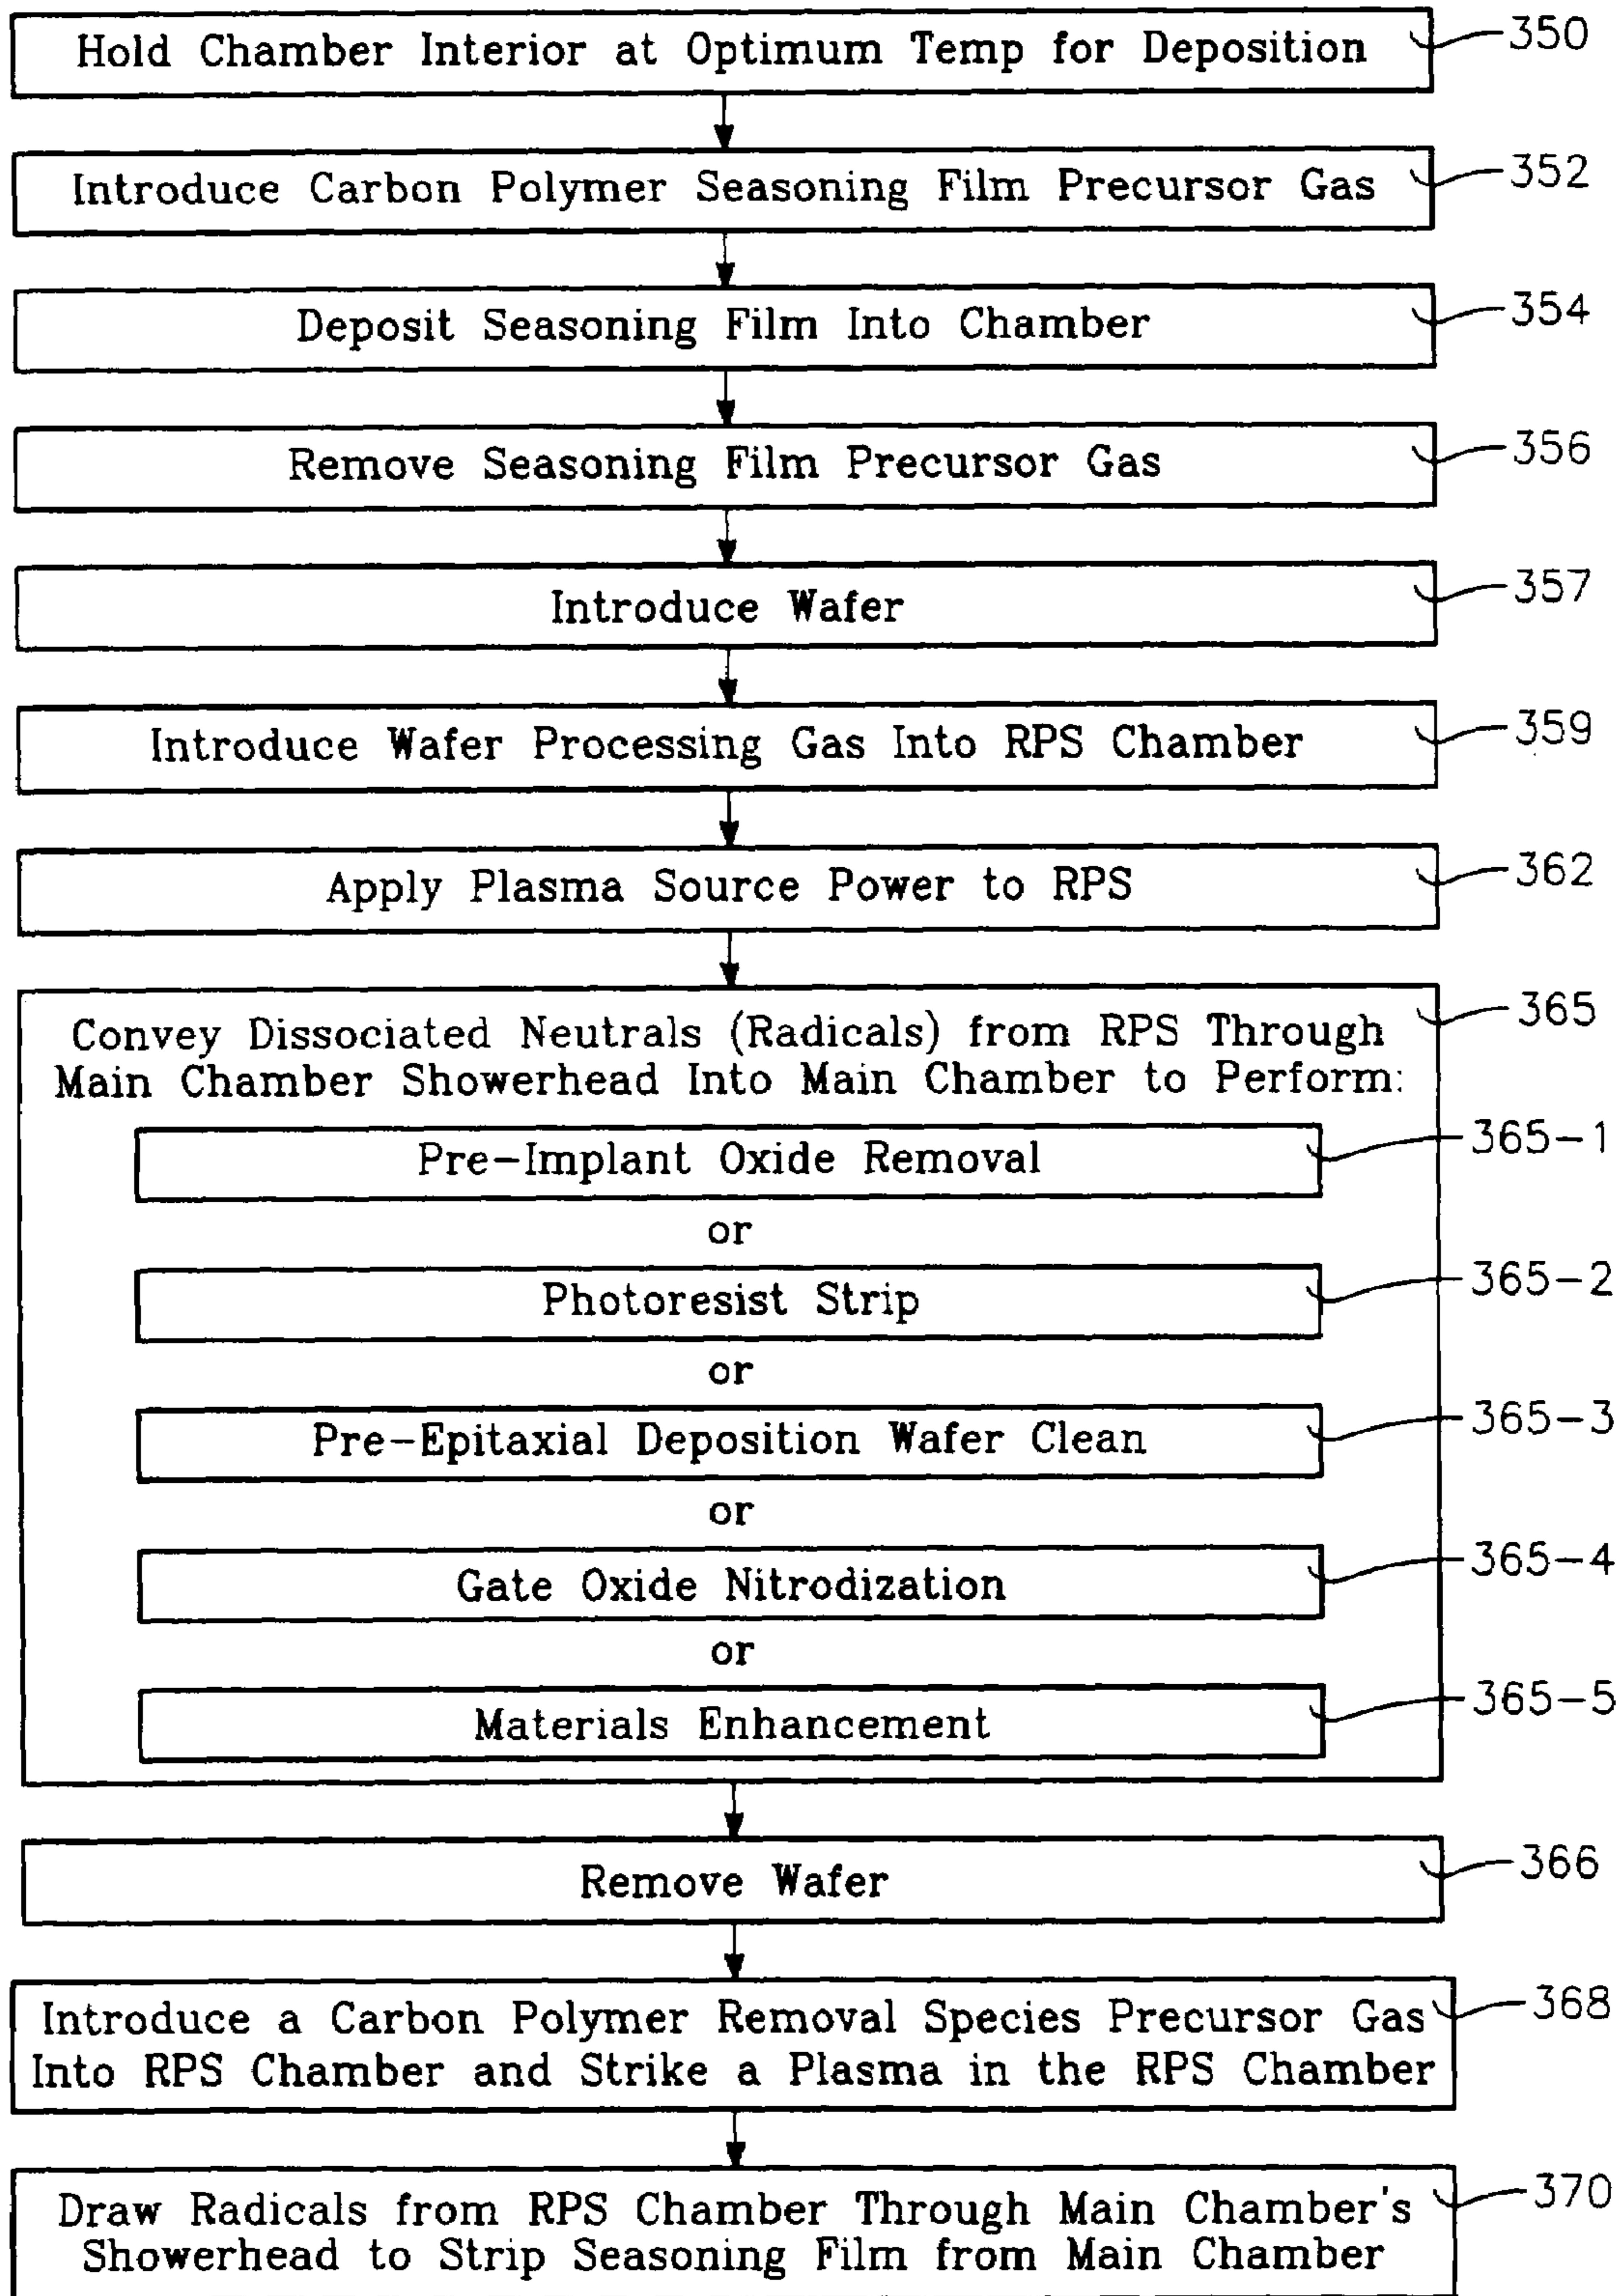 Hold Chamber Interior at Optimum Temp for Deposition 350
Introduce Carbon Polymer Seasoning Film Precursor Gas 352
Deposit Seasoning Film Into Chamber 354
Remove Seasoning Film Precursor Gas 356
Introduce Wafer 357
Introduce Wafer Processing Gas Into RPS Chamber 359
Apply Plasma Source Power to RPS 362
Convey Dissociated Neutrals (Radicals) from RPS Through 365
Main Chamber Showerhead Into Main Chamber to Perform:
Pre-Implant Oxide Removal 365-1
or
Photoresist Strip 365-2
or
Pre-Epitaxial Deposition Wafer Clean 365-3
or
Gate Oxide Nitrodization 365-4
or
Materials Enhancement 365-5
Remove Wafer 366
Introduce a Carbon Polymer Removal Species Precursor Gas 368
Into RPS Chamber and Strike a Plasma in the RPS Chamber
Draw Radicals from RPS Chamber Through Main Chamber's 370
Showerhead to Strip Seasoning Film from Main Chamber